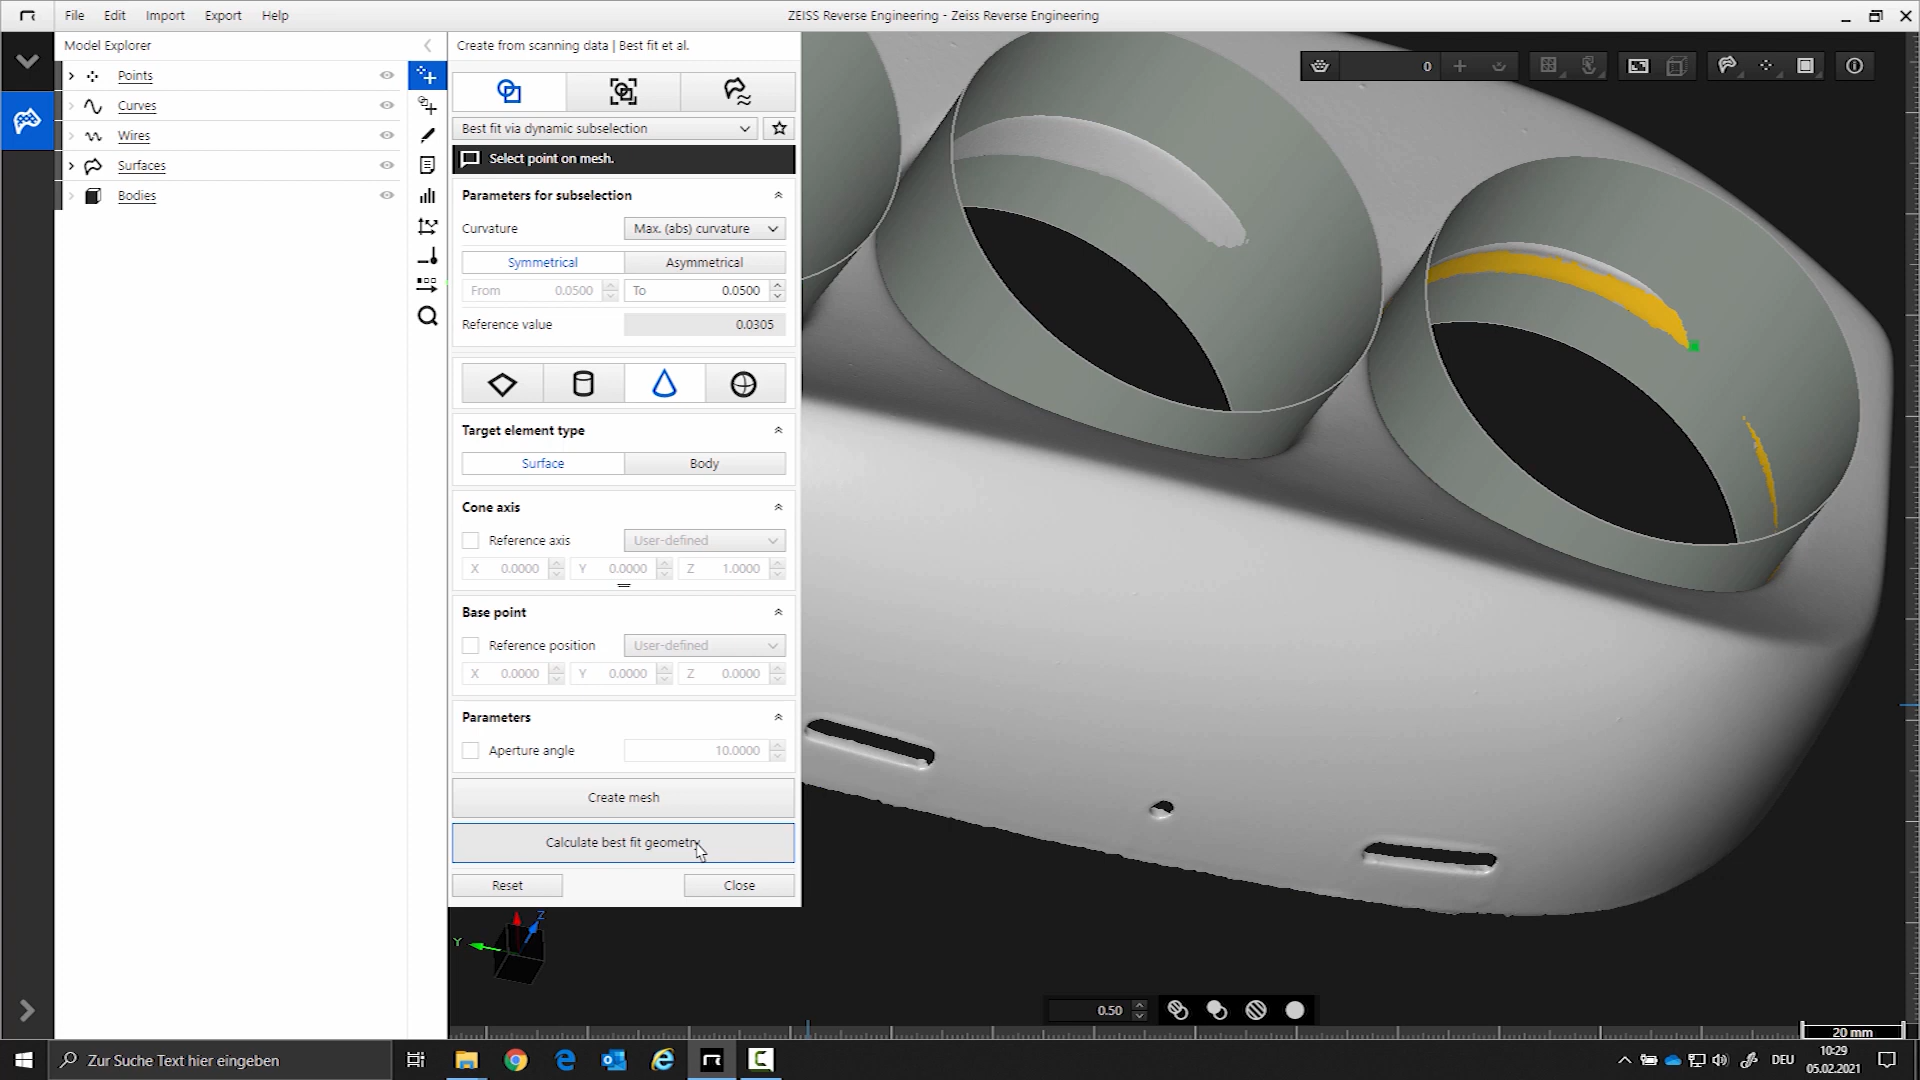 File Edit Import Export Help
ZEISS Reverse Engineering - Zeiss Reverse Engineering
Model Explorer
Points
Curves
Wires
Surfaces
Bodies
Create from scanning data | Best fit et al.
Best fit via dynamic subselection
Select point on mesh.
Parameters for subselection
Curvature Max. (abs) curvature
Symmetrical Asymmetrical
From 0.0500 To 0.0500
Reference value 0.0305
Target element type
Surface Body
Cone axis
Reference axis User-defined
X 0.0000 Y 0.0000 Z 1.0000
Base point
Reference position User-defined
X 0.0000 Y 0.0000 Z 0.0000
Parameters
Aperture angle 10.0000
Create mesh
Calculate best fit geometry
Reset Close
0
Y Z
0.50
20 mm
Zur Suche Text hier eingeben
DEU
10:29
05.02.2021